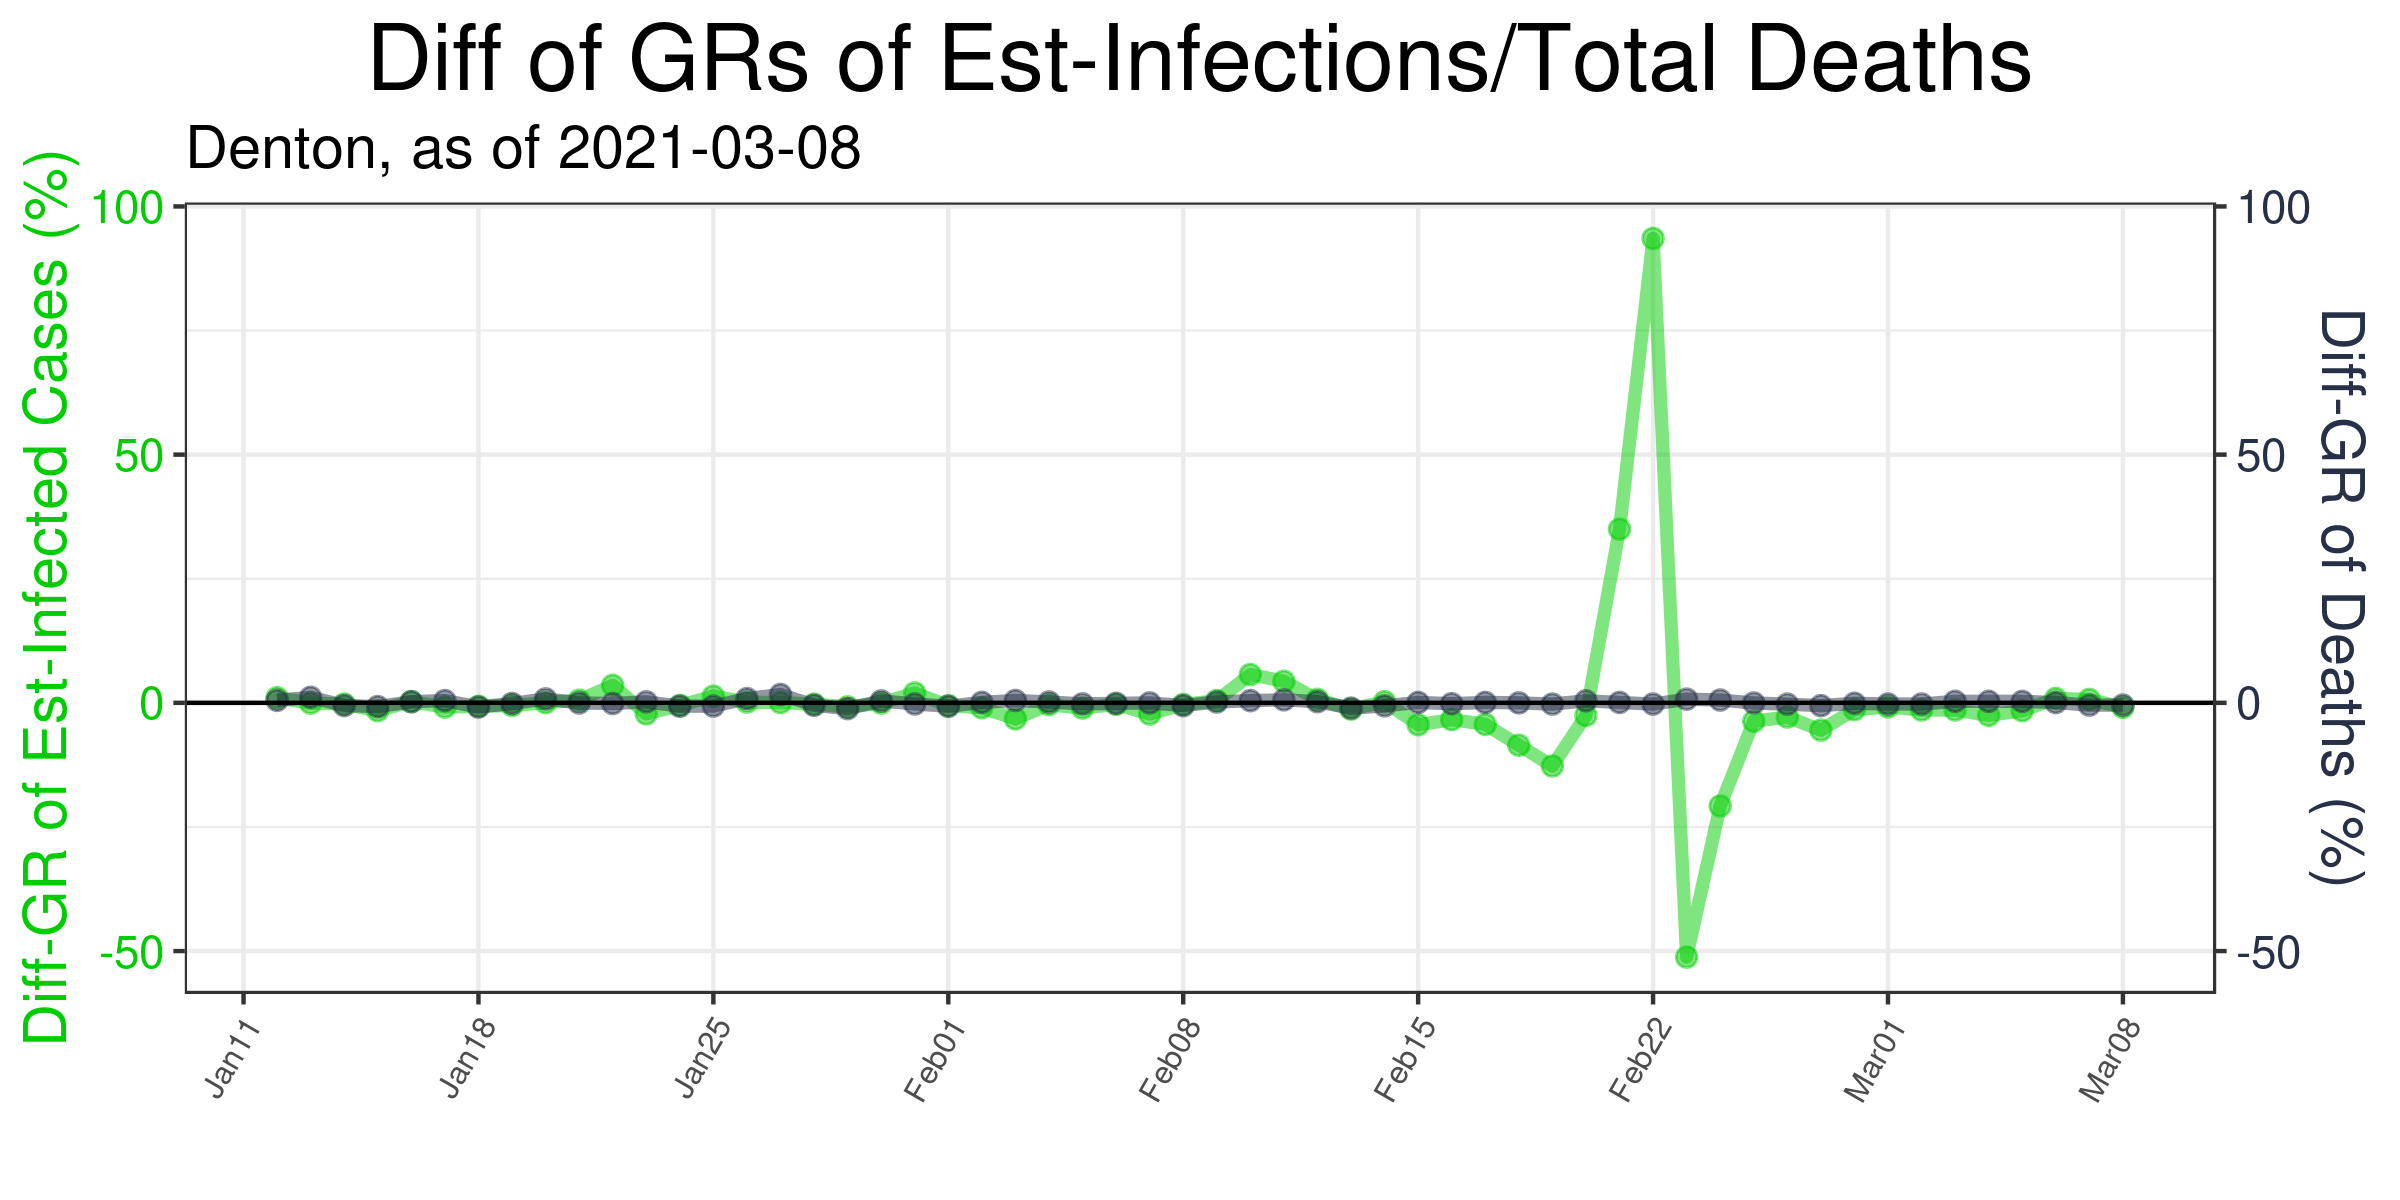 Diff of GRs of Est-Infections/Total Deaths
Denton, as of 2021-03-08
Diff-GR of Est-Infected Cases (%)
100
50
0
-50
100
50
0
-50
Diff-GR of Deaths (%)
Jan11
Jan18
Jan25
Feb01
Feb08
Feb15
Feb22
Mar01
Mar08